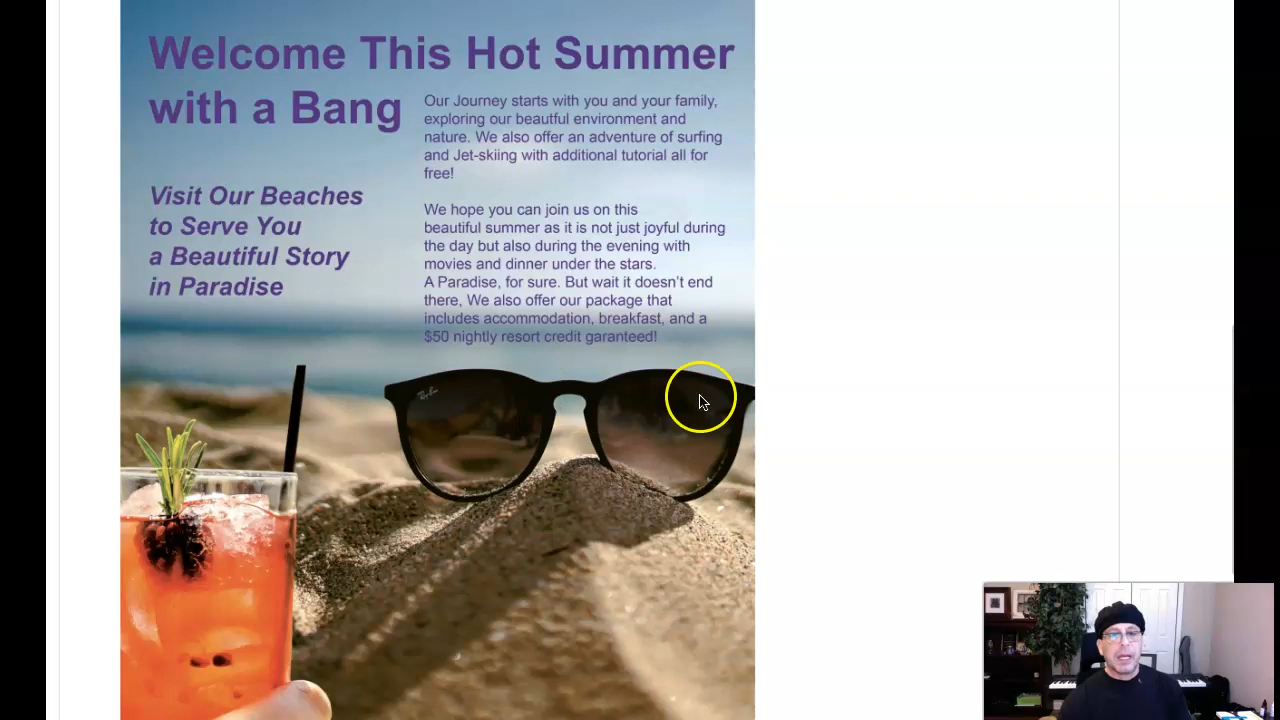 Welcome This Hot Summer
with a Bang
Visit Our Beaches
to Serve You
a Beautiful Story
in Paradise
Our Journey starts with you and your family,
exploring our beautful environment and
nature. We also offer an adventure of surfing
and Jet-skiing with additional tutorial all for
free!
We hope you can join us on this
beautiful summer as it is not just joyful during
the day but also during the evening with
movies and dinner under the stars.
A Paradise, for sure. But wait it doesn't end
there, We also offer our package that
includes accommodation, breakfast, and a
$50 nightly resort credit garanteed!
Ray-Ban